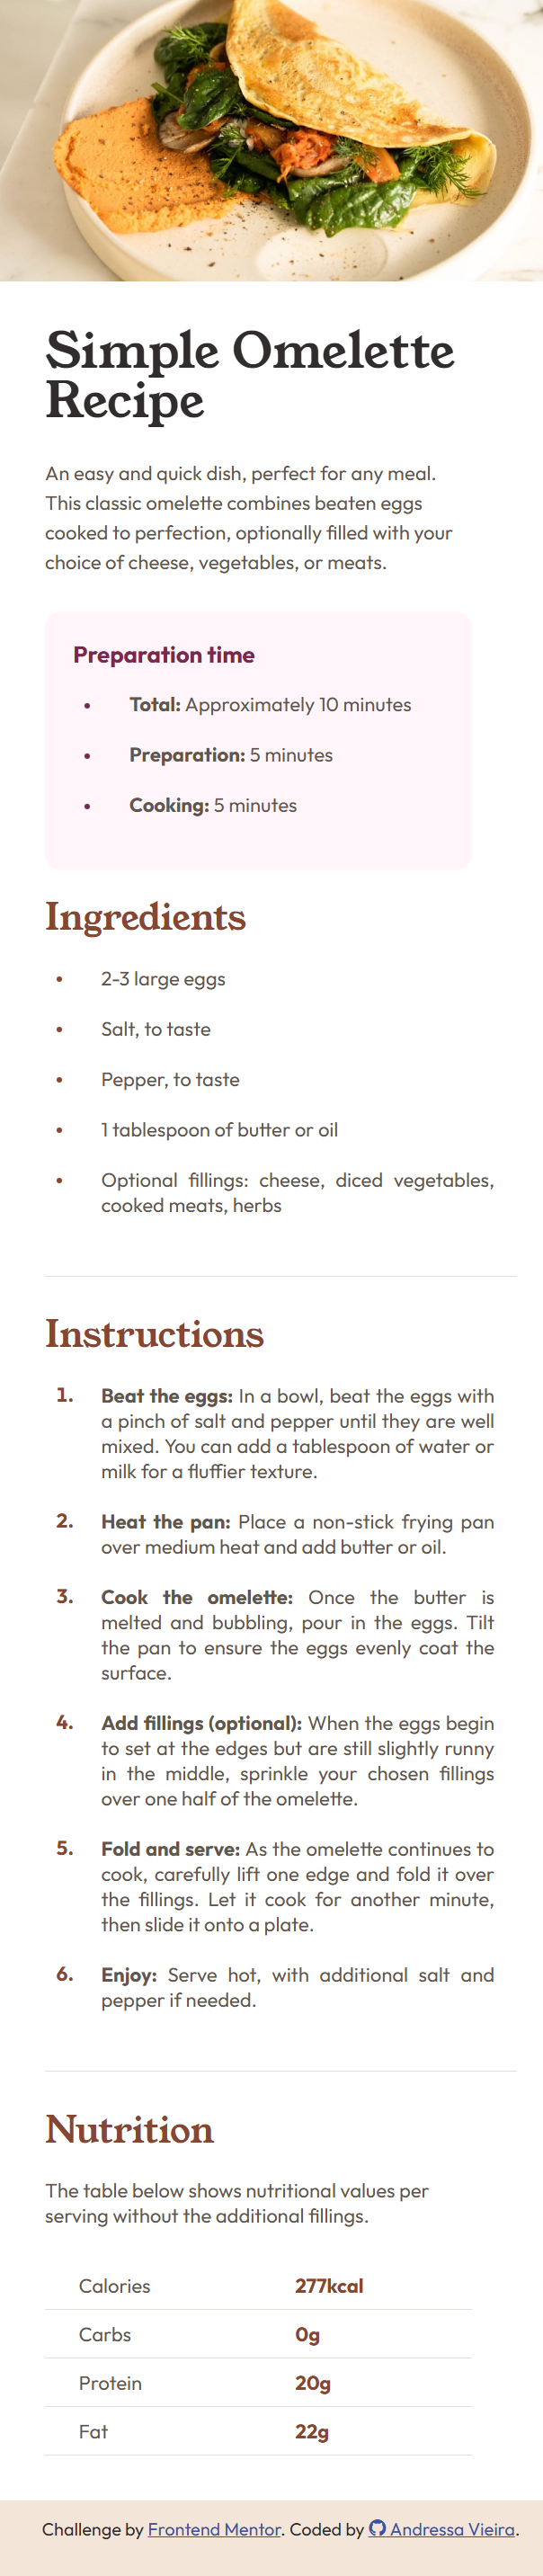 Simple Omelette
Recipe
An easy and quick dish, perfect for any meal.
This classic omelette combines beaten eggs
cooked to perfection, optionally filled with your
choice of cheese, vegetables, or meats.
Preparation time
• Total: Approximately 10 minutes
• Preparation: 5 minutes
• Cooking: 5 minutes
Ingredients
• 2-3 large eggs
• Salt, to taste
• Pepper, to taste
• 1 tablespoon of butter or oil
• Optional fillings: cheese, diced vegetables,
cooked meats, herbs
Instructions
1. Beat the eggs: In a bowl, beat the eggs with
a pinch of salt and pepper until they are well
mixed. You can add a tablespoon of water or
milk for a fluffier texture.
2. Heat the pan: Place a non-stick frying pan
over medium heat and add butter or oil.
3. Cook the omelette: Once the butter is
melted and bubbling, pour in the eggs. Tilt
the pan to ensure the eggs evenly coat the
surface.
4. Add fillings (optional): When the eggs begin
to set at the edges but are still slightly runny
in the middle, sprinkle your chosen fillings
over one half of the omelette.
5. Fold and serve: As the omelette continues to
cook, carefully lift one edge and fold it over
the fillings. Let it cook for another minute,
then slide it onto a plate.
6. Enjoy: Serve hot, with additional salt and
pepper if needed.
Nutrition
The table below shows nutritional values per
serving without the additional fillings.
Calories 277kcal
Carbs 0g
Protein 20g
Fat 22g
Challenge by Frontend Mentor. Coded by Andressa Vieira.